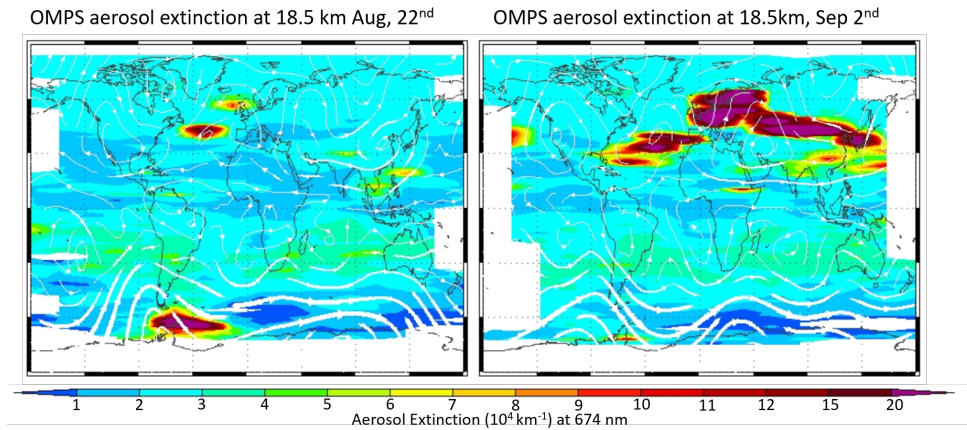 OMPS aerosol extinction at 18.5 km Aug, 22nd
OMPS aerosol extinction at 18.5km, Sep 2nd
1 2 3 4 5 6 7 8 9 10 11 12 15 20
Aerosol Extinction (10⁴ km⁻¹) at 674 nm